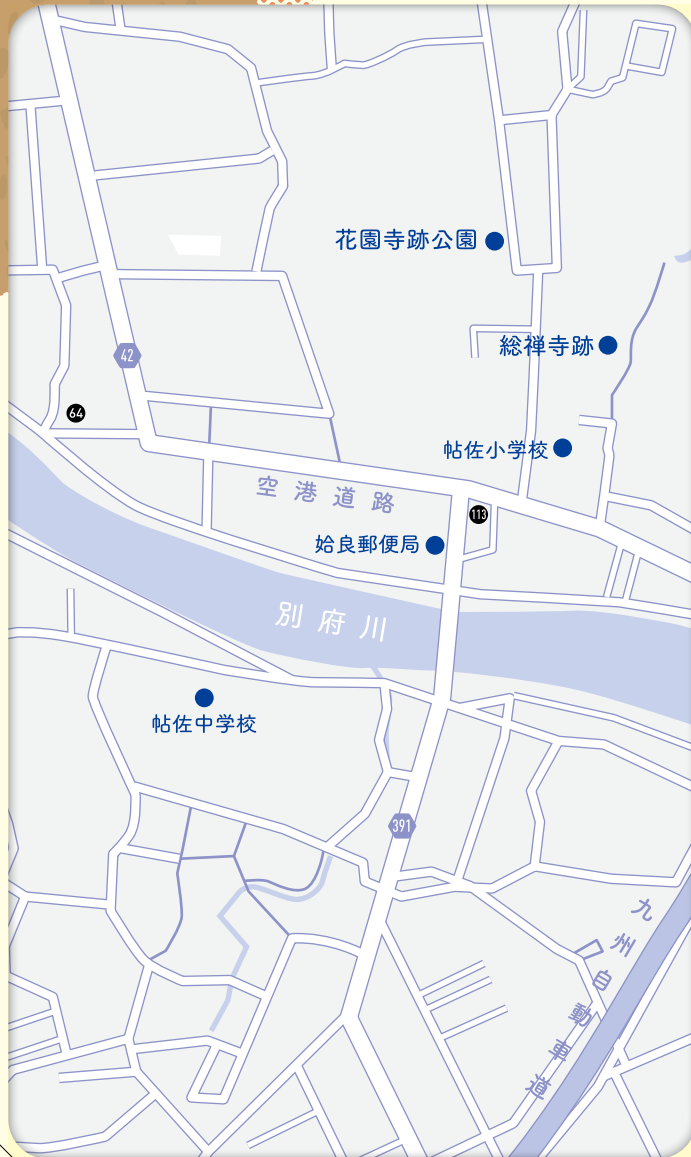 花園寺跡公園
総禅寺跡
42
64
帖佐小学校
空港道路
113
姶良郵便局
別府川
帖佐中学校
391
九州自動車道